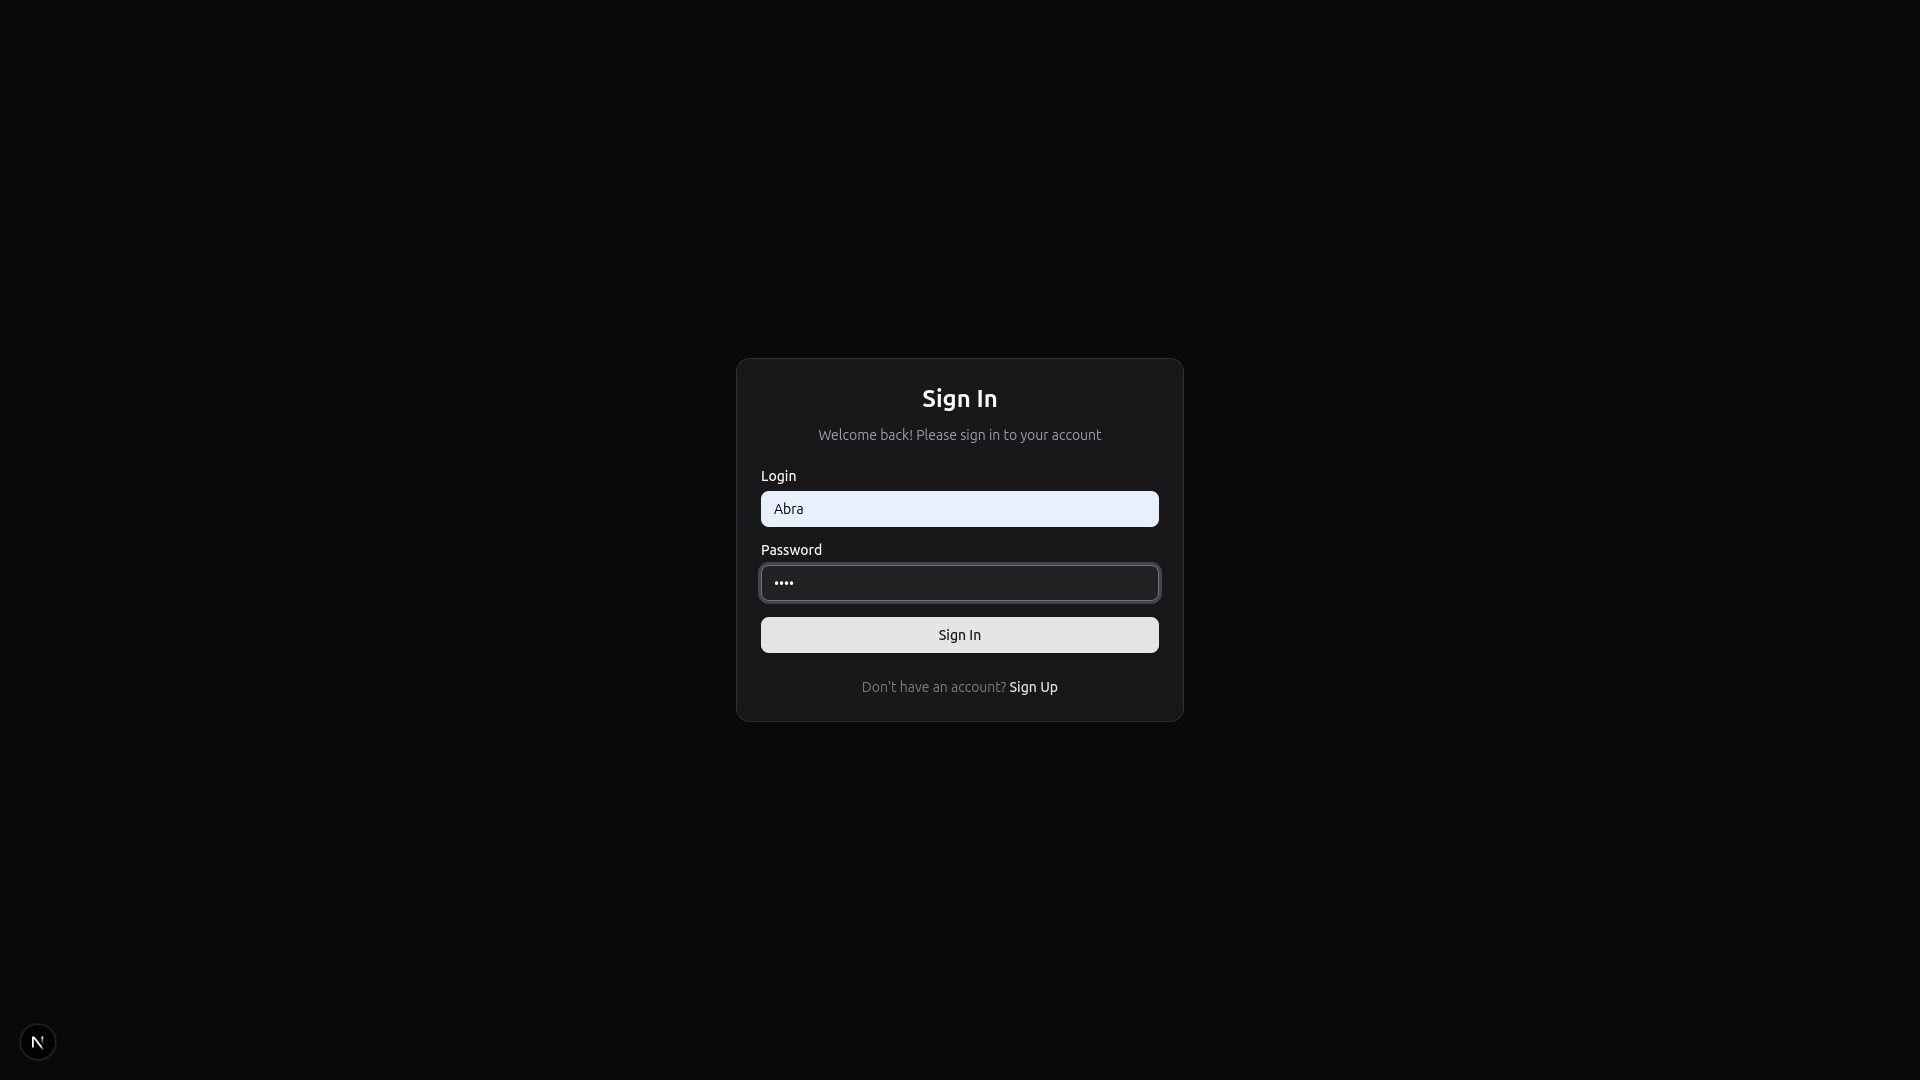 Sign In
Welcome back! Please sign in to your account
Login
Abra
Password
••••
Sign In
Don't have an account? Sign Up
N